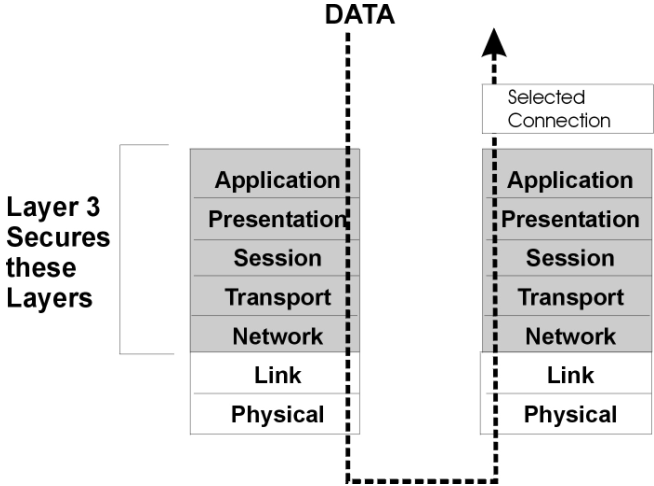 DATA
Selected
Connection
Layer 3
Secures
these
Layers
Application
Presentation
Session
Transport
Network
Link
Physical
Application
Presentation
Session
Transport
Network
Link
Physical